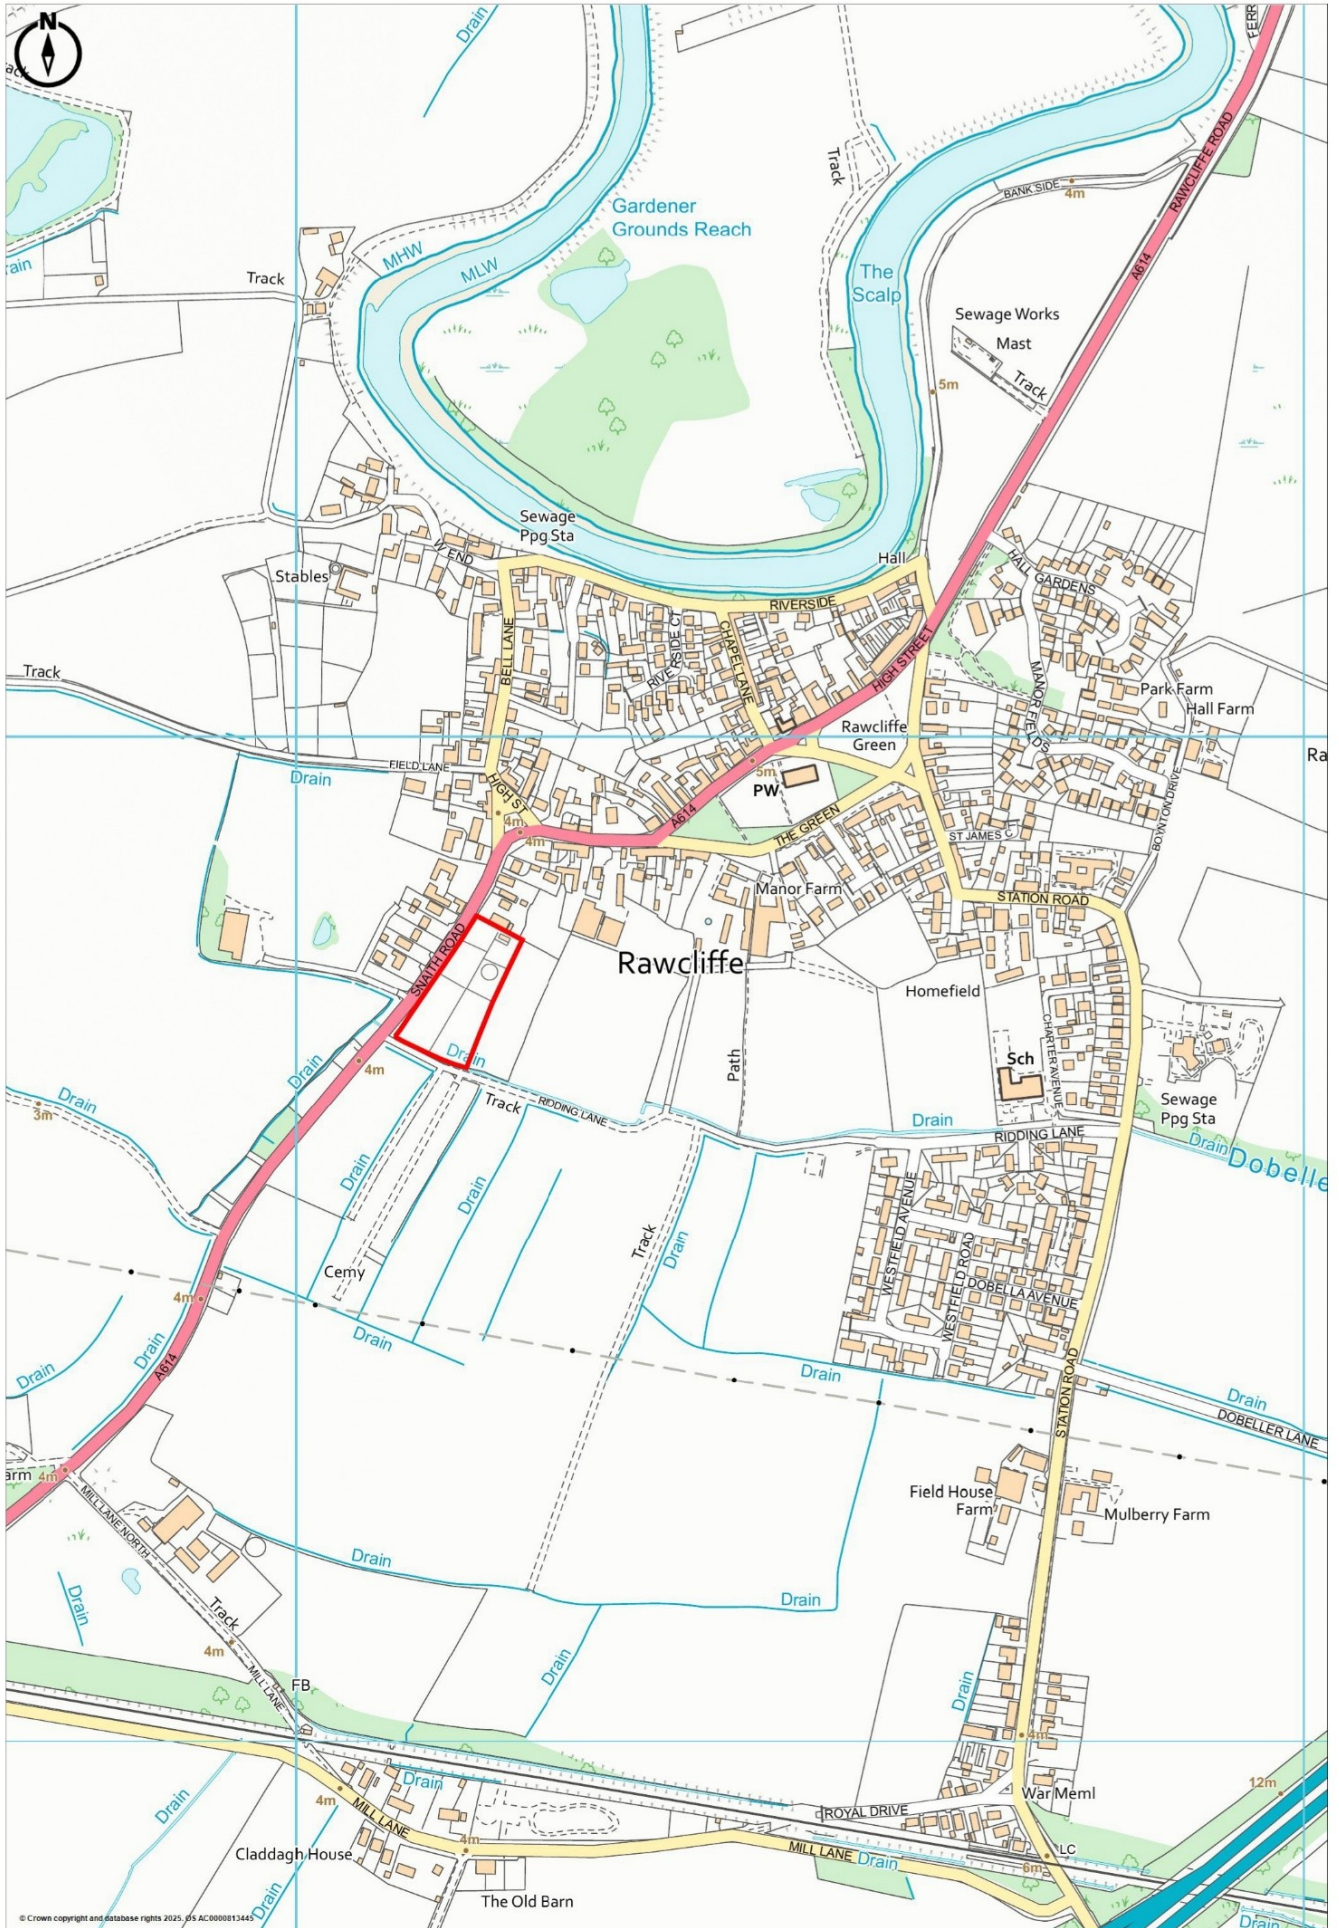 N
Drain
FERR
ack
Track
RAWCLIFFE ROAD
BANK SIDE
4m
Gardener
Grounds Reach
MHW
MLW
A614
ain
The
Scalp
Track
Sewage Works
Mast
Track
5m
Sewage
Ppg Sta
W END
Hall
HALL GARDENS
Stables
RIVERSIDE
BELL LANE
RIVERSIDE CT
CHAPEL LANE
HIGH STREET
MANOR FIELDS
Track
Park Farm
Hall Farm
Rawcliffe
Green
Ra
FIELD LANE
Drain
HIGH ST
5m
PW
BOYNTON DRIVE
4m
4m
A614
THE GREEN
ST JAMES C
Manor Farm
STATION ROAD
SNAITH ROAD
Rawcliffe
Homefield
CHARTER AVENUE
Drain
Drain
4m
Path
Sch
Drain
3m
Track
RIDDING LANE
Sewage
Ppg Sta
Drain
RIDDING LANE
Drain
Dobelle
Drain
Drain
WESTFIELD AVENUE
Track
Drain
WESTFIELD ROAD
Cemy
DOBELLA AVENUE
4m
Drain
Drain
Drain
A614
Drain
STATION ROAD
Drain
DOBELLER LANE
arm
4m
MILL LANE NORTH
Field House
Farm
Mulberry Farm
Drain
Drain
Drain
Track
4m
MILL LANE
FB
Drain
Drain
4m
12m
Drain
Drain
4m
War Meml
ROYAL DRIVE
MILL LANE
4m
MILL LANE
Drain
LC
6m
Claddagh House
Drain
The Old Barn
Drain
© Crown copyright and database rights 2025. OS AC0000813445